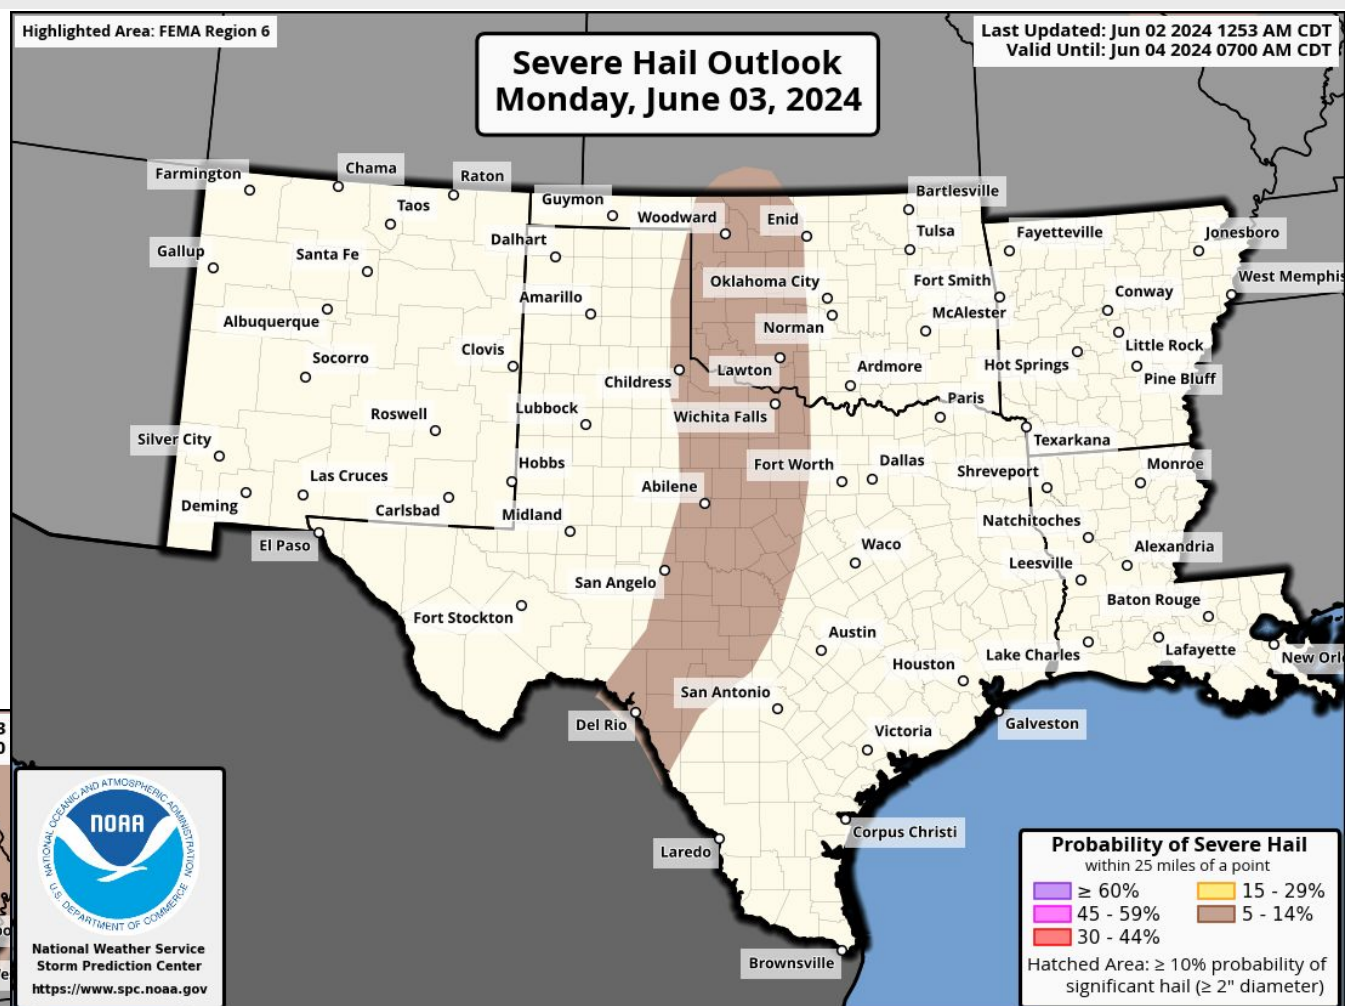 Highlighted Area: FEMA Region 6
Last Updated: Jun 02 2024 1253 AM CDT
Valid Until: Jun 04 2024 0700 AM CDT
Severe Hail Outlook
Monday, June 03, 2024
Farmington
Chama
Raton
Taos
Guymon
Woodward
Enid
Bartlesville
Gallup
Santa Fe
Dalhart
Tulsa
Fayetteville
Jonesboro
Albuquerque
Amarillo
Oklahoma City
Fort Smith
Conway
West Memphis
Norman
McAlester
Little Rock
Socorro
Clovis
Childress
Lawton
Ardmore
Hot Springs
Pine Bluff
Roswell
Lubbock
Wichita Falls
Paris
Silver City
Texarkana
Las Cruces
Hobbs
Fort Worth
Dallas
Shreveport
Monroe
Deming
Carlsbad
Midland
Abilene
Natchitoches
El Paso
Waco
Alexandria
San Angelo
Leesville
Fort Stockton
Baton Rouge
Austin
Lafayette
Houston
Lake Charles
New Orl
San Antonio
Del Rio
Victoria
Galveston
Laredo
Corpus Christi
Brownsville
NATIONAL OCEANIC AND ATMOSPHERIC ADMINISTRATION
NOAA
U.S. DEPARTMENT OF COMMERCE
National Weather Service
Storm Prediction Center
https://www.spc.noaa.gov
Probability of Severe Hail
within 25 miles of a point
≥ 60%
15 - 29%
45 - 59%
5 - 14%
30 - 44%
Hatched Area: ≥ 10% probability of
significant hail (≥ 2" diameter)